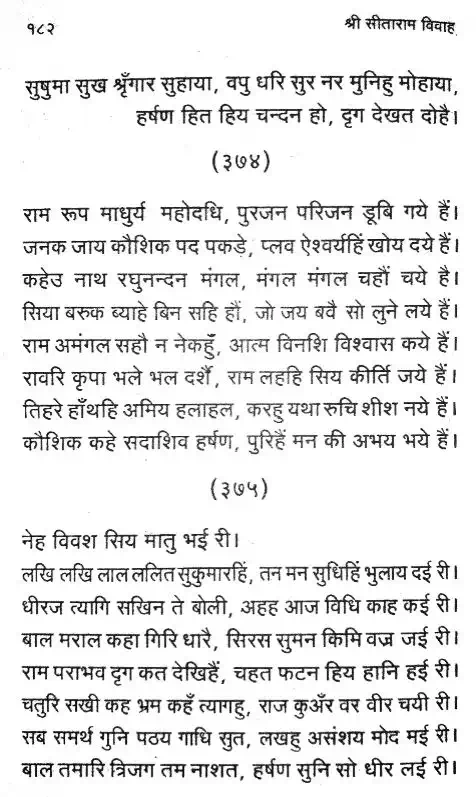 १८२
श्री सीताराम विवाह
सुषुमा सुख श्रृँगार सुहाया, वपु धरि सुर नर मुनिहु मोहाया,
हर्षण हित हिय चन्दन हो, दृग देखत दोहै।
(३७४)
राम रूप माधुर्य महोदधि, पुरजन परिजन डूबि गये हैं।
जनक जाय कौशिक पद पकड़े, प्लव ऐश्वर्यहिं खोय दये हैं।
कहेउ नाथ रघुनन्दन मंगल, मंगल मंगल चहौं चये है।
सिया बरुक ब्याहे बिन सहि हौं, जो जय बवै सो लुने लये हैं।
राम अमंगल सहौ न नेकहुँ, आत्म विनशि विश्वास कये हैं।
रावरि कृपा भले भल दर्शै, राम लहहि सिय कीर्ति जये हैं।
तिहरे हाँथहि अमिय हलाहल, करहु यथा रुचि शीश नये हैं।
कौशिक कहे सदाशिव हर्षण, पुरिहैं मन की अभय भये हैं।
(३७५)
नेह विवश सिय मातु भई री।
लखि लखि लाल ललित सुकुमारहिं, तन मन सुधिहिं भुलाय दई री।
धीरज त्यागि सखिन ते बोली, अहह आज विधि काह कई री।
बाल मराल कहा गिरि धारै, सिरस सुमन किमि वज्र जई री।
राम पराभव दृग कत देखिहैं, चहत फटन हिय हानि हई री।
चतुरि सखी कह भ्रम कहँ त्यागहु, राज कुअँर वर वीर चयी री।
सब समर्थ गुनि पठय गाधि सुत, लखहु असंशय मोद मई री।
बाल तमारि त्रिजग तम नाशत, हर्षण सुनि सो धीर लई री।